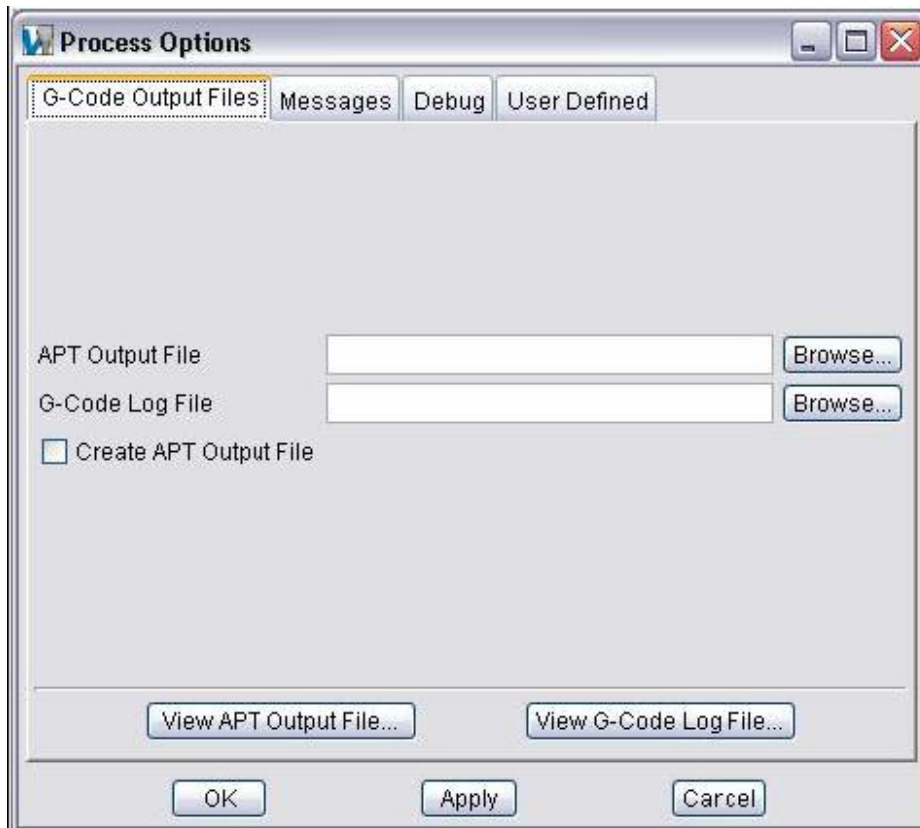 Process Options
G-Code Output Files Messages Debug User Defined
APT Output File Browse...
G-Code Log File Browse...
Create APT Output File
View APT Output File... View G-Code Log File...
OK Apply Carcel